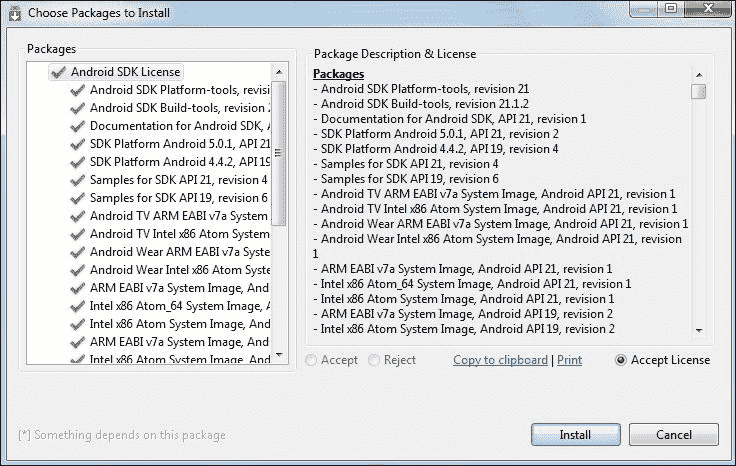 Choose Packages to Install
Packages
Android SDK License
Android SDK Platform-tools, revision
Android SDK Build-tools, revision 2
Documentation for Android SDK, A
SDK Platform Android 5.0.1, API 21
SDK Platform Android 4.4.2, API 19,
Samples for SDK API 21, revision 4
Samples for SDK API 19, revision 6
Android TV ARM EABI v7a System
Android TV Intel x86 Atom System
Android Wear ARM EABI v7a Syste
Android Wear Intel x86 Atom Syste
ARM EABI v7a System Image, Andr
Intel x86 Atom_64 System Image, A
Intel x86 Atom System Image, And
ARM EABI v7a System Image, Andr
Intel x86 Atom System Image, And
Package Description & License
Packages
- Android SDK Platform-tools, revision 21
- Android SDK Build-tools, revision 21.1.2
- Documentation for Android SDK, API 21, revision 1
- SDK Platform Android 5.0.1, API 21, revision 2
- SDK Platform Android 4.4.2, API 19, revision 4
- Samples for SDK API 21, revision 4
- Samples for SDK API 19, revision 6
- Android TV ARM EABI v7a System Image, Android API 21, revision 1
- Android TV Intel x86 Atom System Image, Android API 21, revision 1
- Android Wear ARM EABI v7a System Image, Android API 21, revision 1
- Android Wear Intel x86 Atom System Image, Android API 21, revision
1
- ARM EABI v7a System Image, Android API 21, revision 1
- Intel x86 Atom_64 System Image, Android API 21, revision 1
- Intel x86 Atom System Image, Android API 21, revision 1
- ARM EABI v7a System Image, Android API 19, revision 2
- Intel x86 Atom System Image, Android API 19, revision 2
Accept Reject Copy to clipboard | Print Accept License
[*] Something depends on this package
Install Cancel